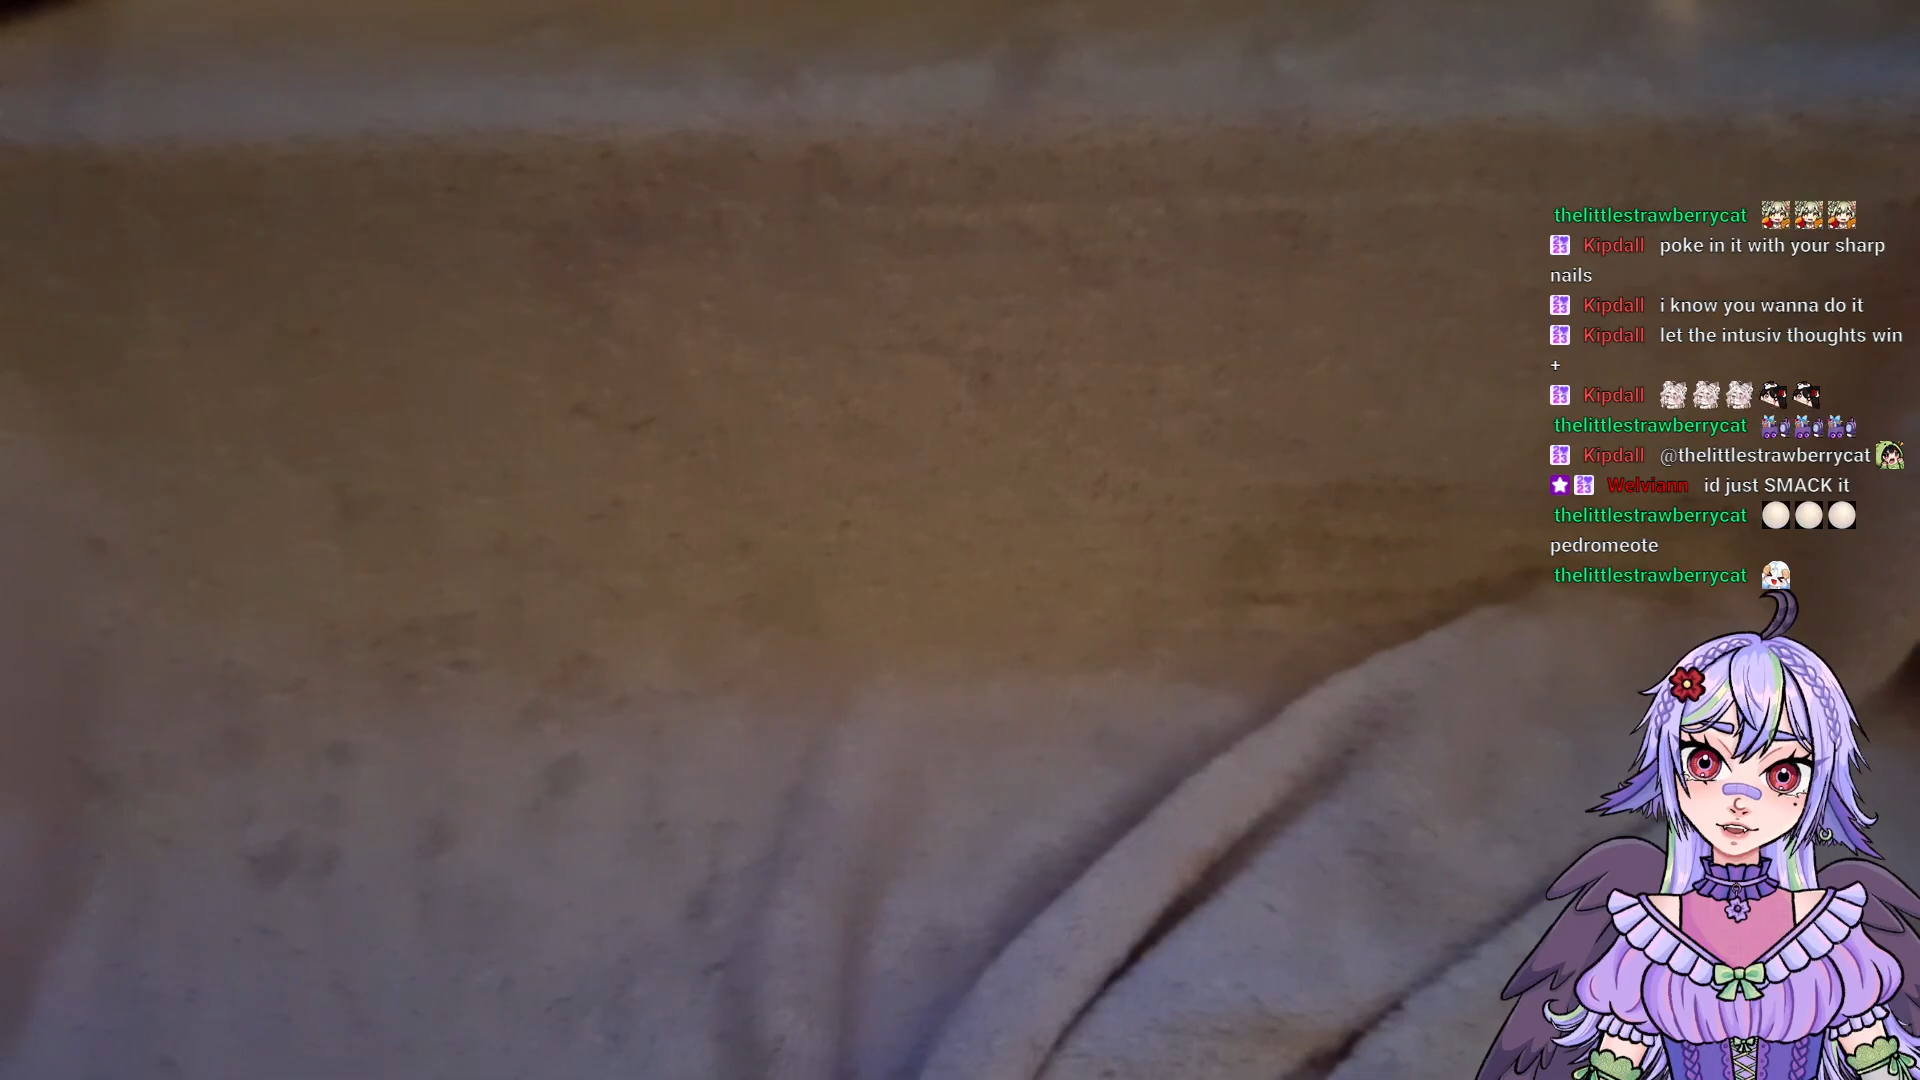 thelittlestrawberrycat
Kipdall poke in it with your sharp
nails
Kipdall i know you wanna do it
Kipdall let the intusiv thoughts win
+
Kipdall
thelittlestrawberrycat
Kipdall @thelittlestrawberrycat
Welviann id just SMACK it
thelittlestrawberrycat
pedromeote
thelittlestrawberrycat